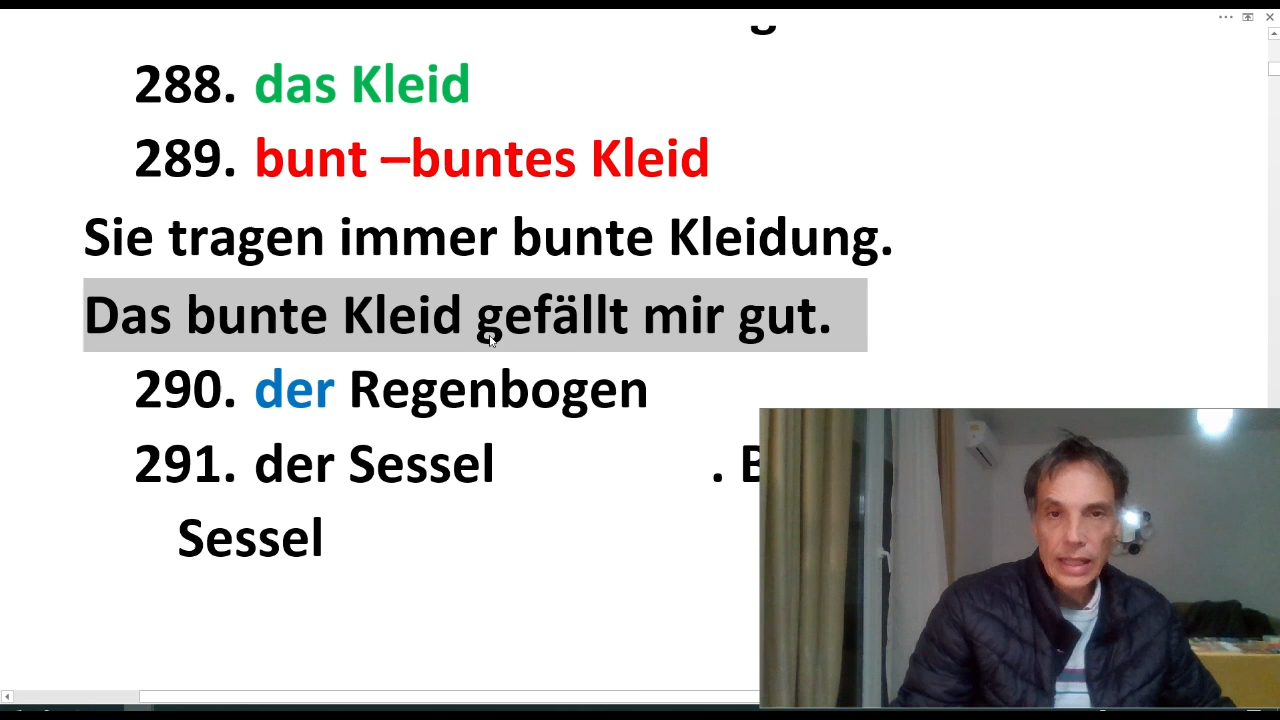 288. das Kleid
289. bunt –buntes Kleid
Sie tragen immer bunte Kleidung.
Das bunte Kleid gefällt mir gut.
290. der Regenbogen
291. der Sessel .
Sessel